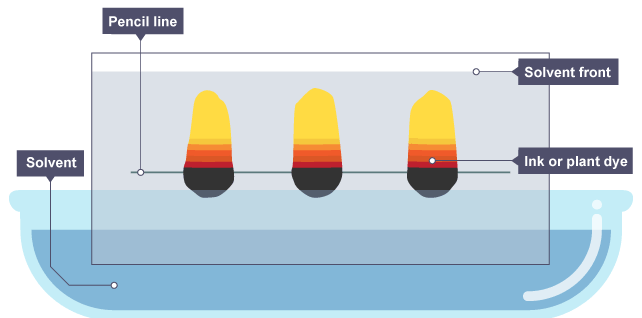 Pencil line
Solvent front
Solvent
Ink or plant dye